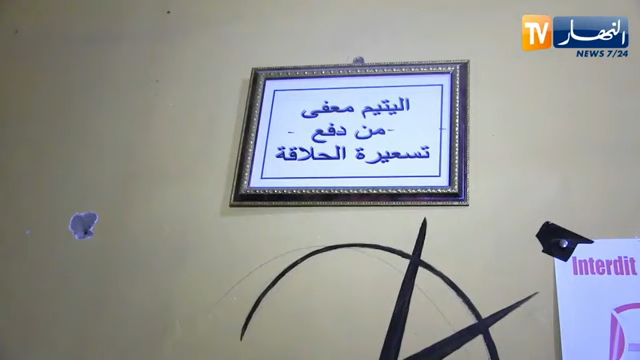 النهار TV
NEWS 7/24
اليتيم معفى
- من دفع -
تسعيرة الحلاقة
Interdit